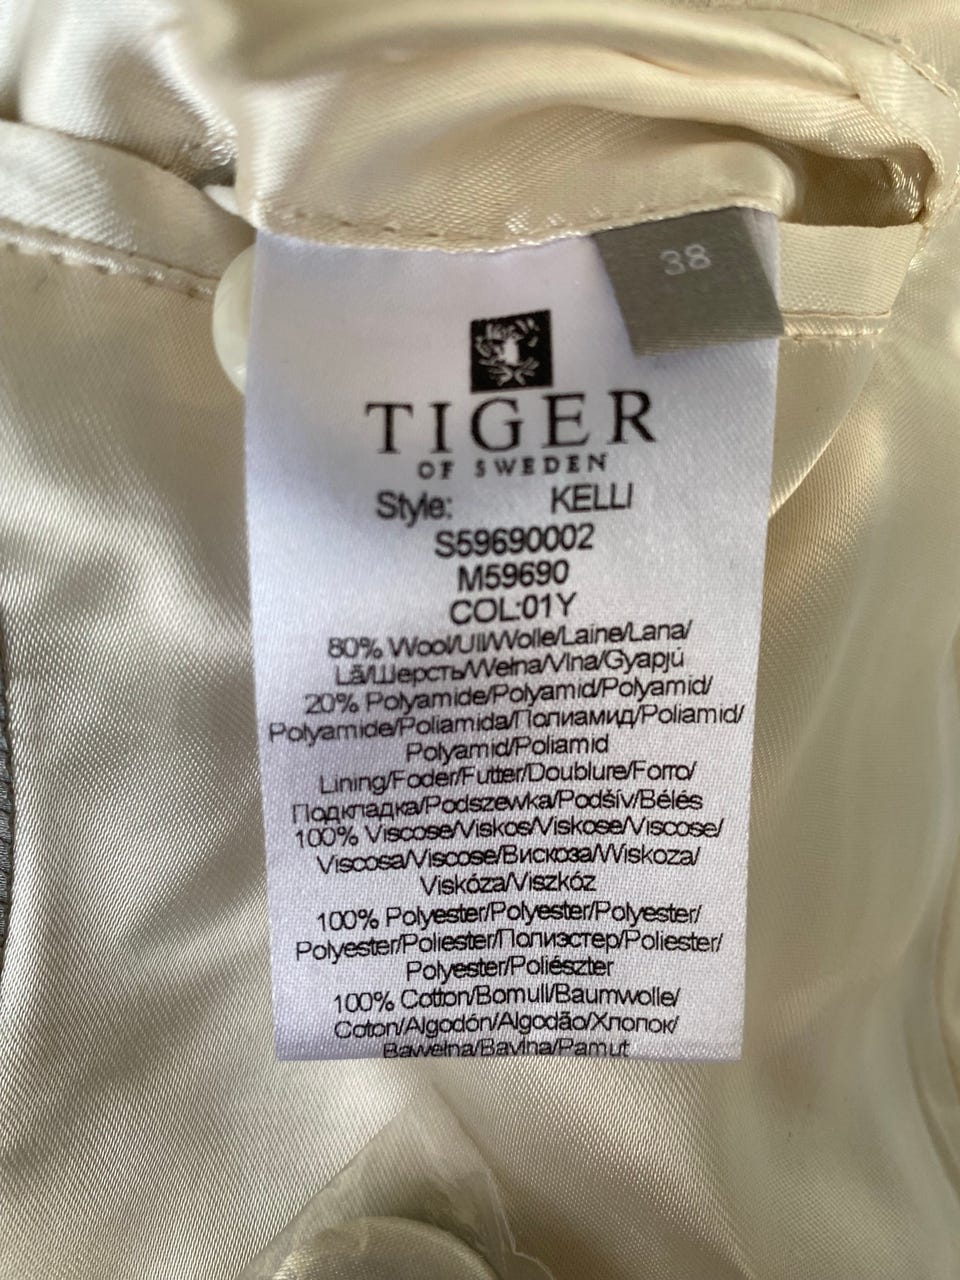 38
TIGER
OF SWEDEN
Style: KELLI
S59690002
M59690
COL:01Y
80% Wool/Ull/Wolle/Laine/Lana/
Lã/Шерсть/Wełna/Vlna/Gyapjú
20% Polyamide/Polyamid/Polyamid/
Polyamide/Poliamida/Полиамид/Poliamid/
Polyamid/Poliamid
Lining/Foder/Futter/Doublure/Forro/
Подкладка/Podszewka/Podšív/Bélés
100% Viscose/Viskos/Viskose/Viscose/
Viscosa/Viscose/Вискоза/Wiskoza/
Viskóza/Viszkóz
100% Polyester/Polyester/Polyester/
Polyester/Poliester/Полиэстер/Poliester/
Polyester/Poliészter
100% Cotton/Bomull/Baumwolle/
Coton/Algodón/Algodão/Хлопок/
Bawełna/Bavlna/Pamut